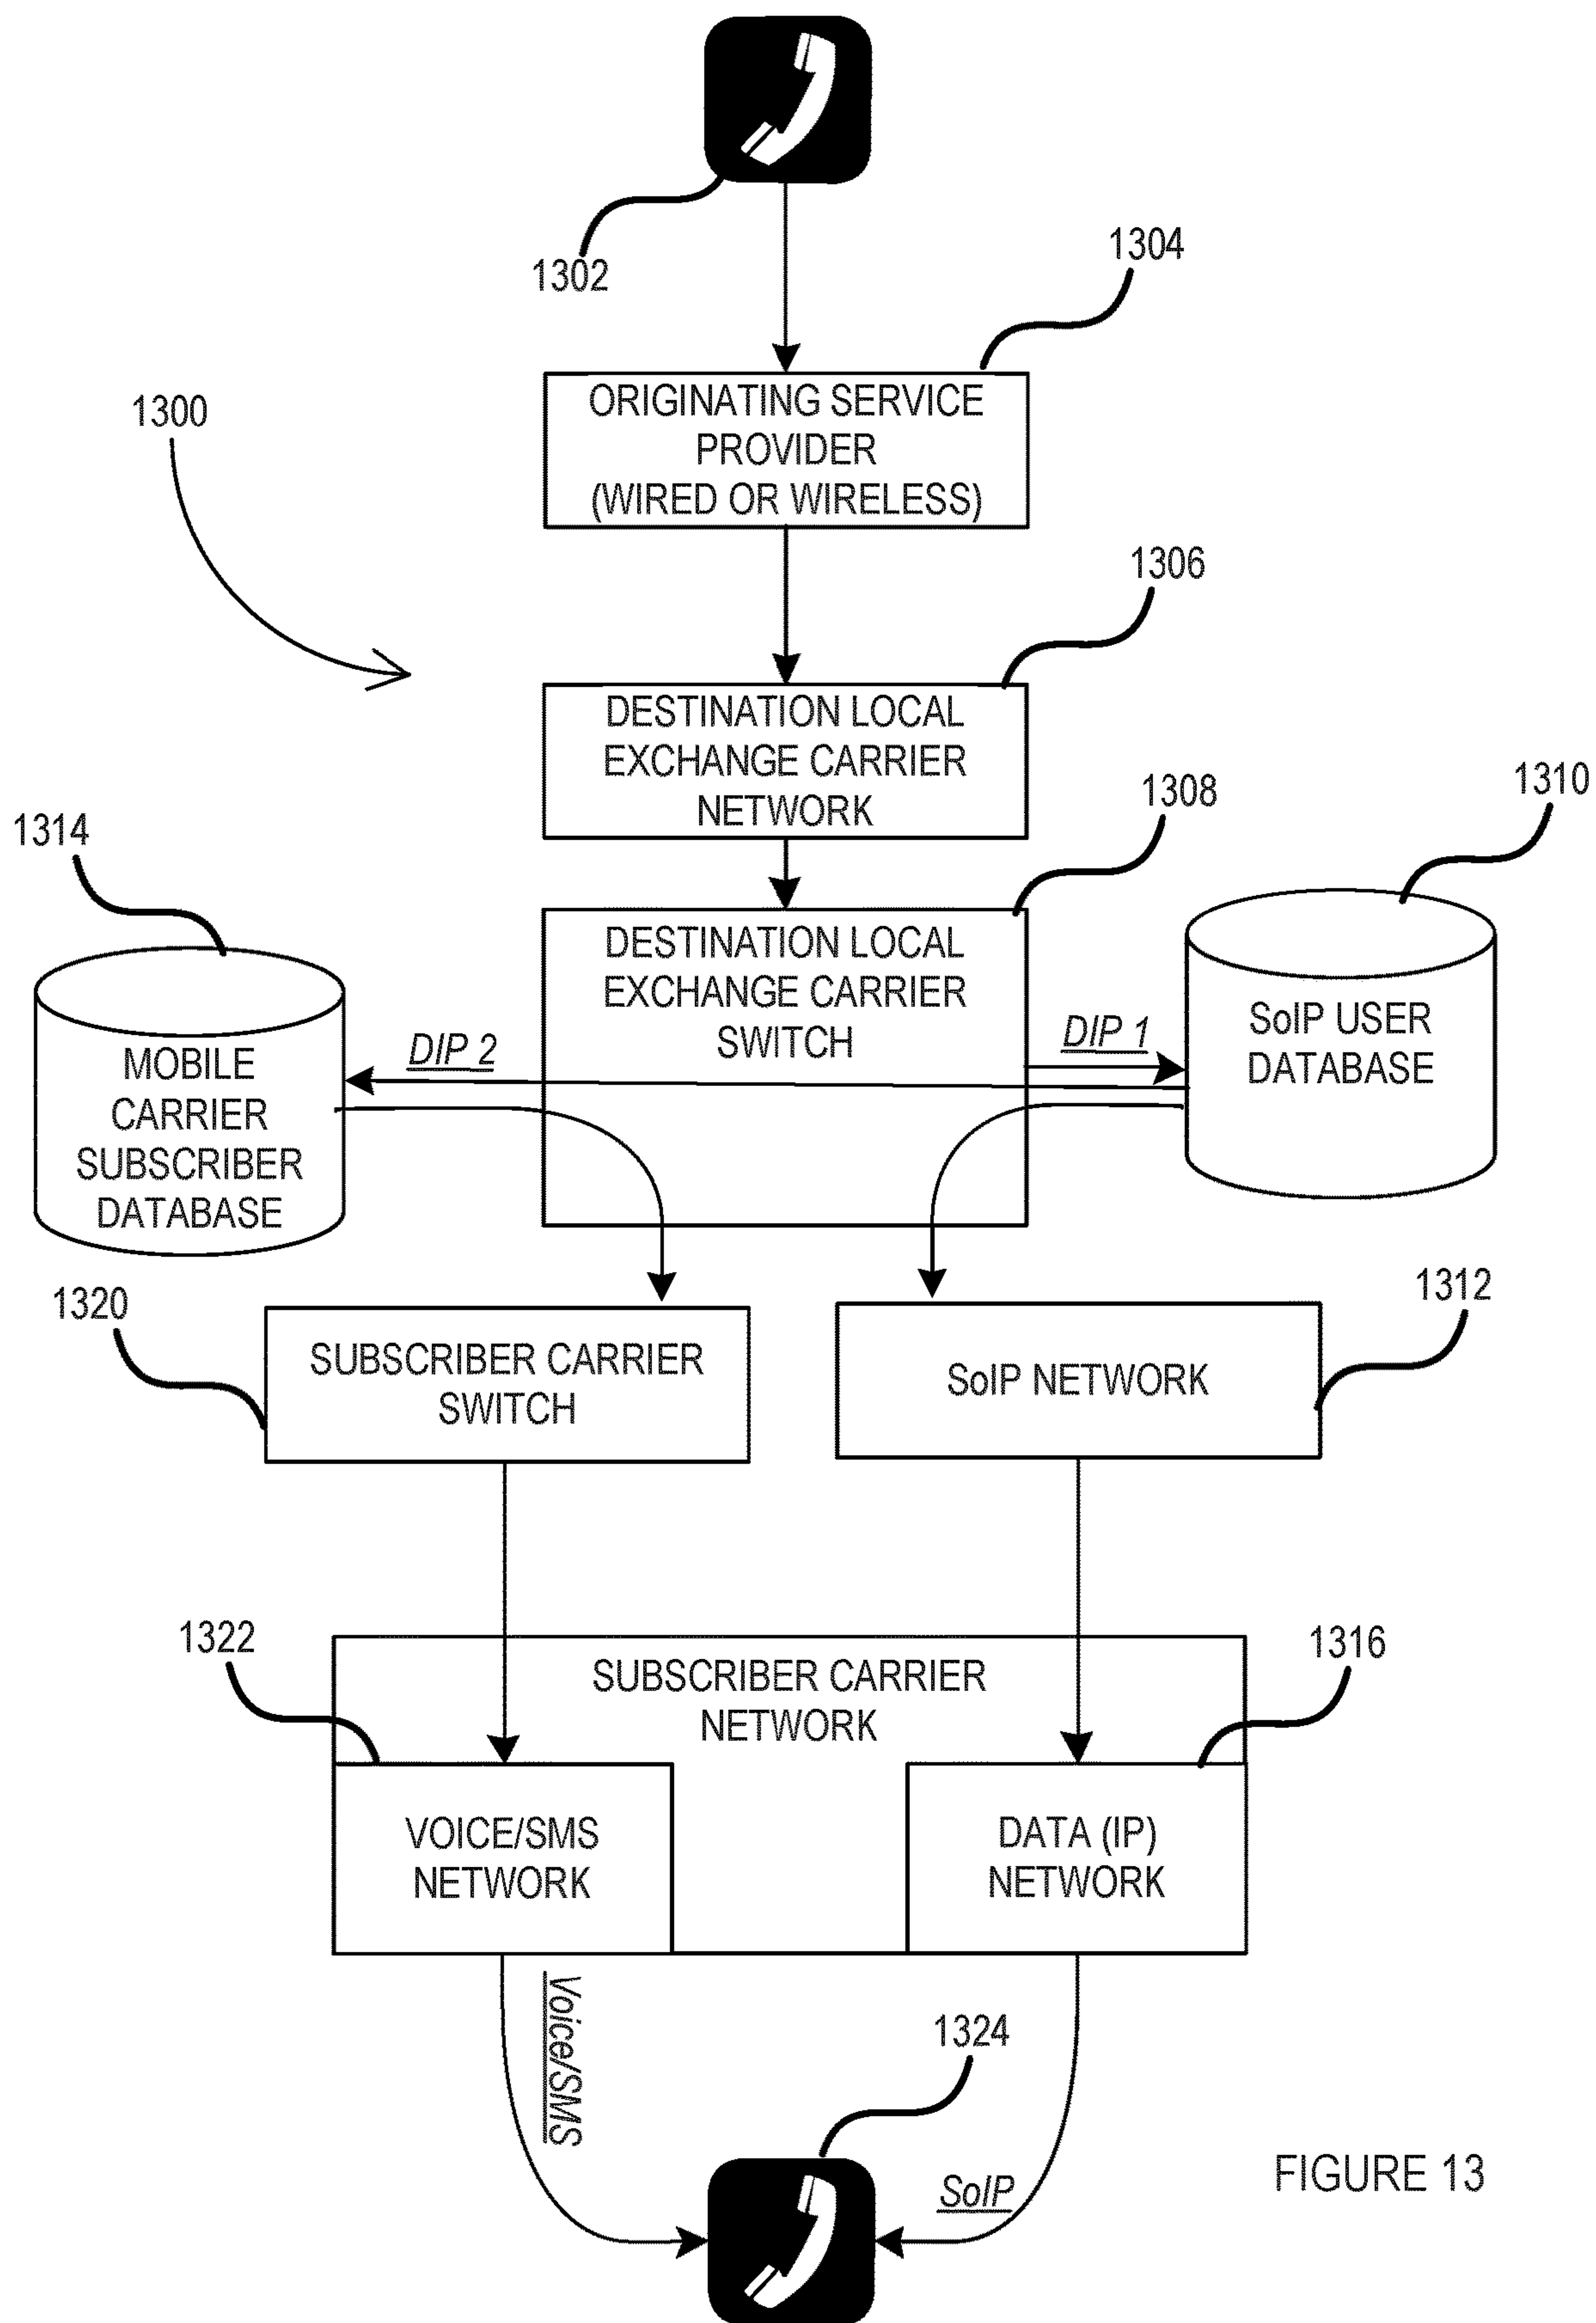 1302
1304
ORIGINATING SERVICE
PROVIDER
(WIRED OR WIRELESS)
1300
1306
DESTINATION LOCAL
EXCHANGE CARRIER
NETWORK
1308
1310
1314
DESTINATION LOCAL
EXCHANGE CARRIER
SWITCH
DIP 1
SoIP USER
DATABASE
DIP 2
MOBILE
CARRIER
SUBSCRIBER
DATABASE
1320
1312
SUBSCRIBER CARRIER
SWITCH
SoIP NETWORK
1322
1316
SUBSCRIBER CARRIER
NETWORK
VOICE/SMS
NETWORK
DATA (IP)
NETWORK
Voice/SMS
1324
SoIP
FIGURE 13